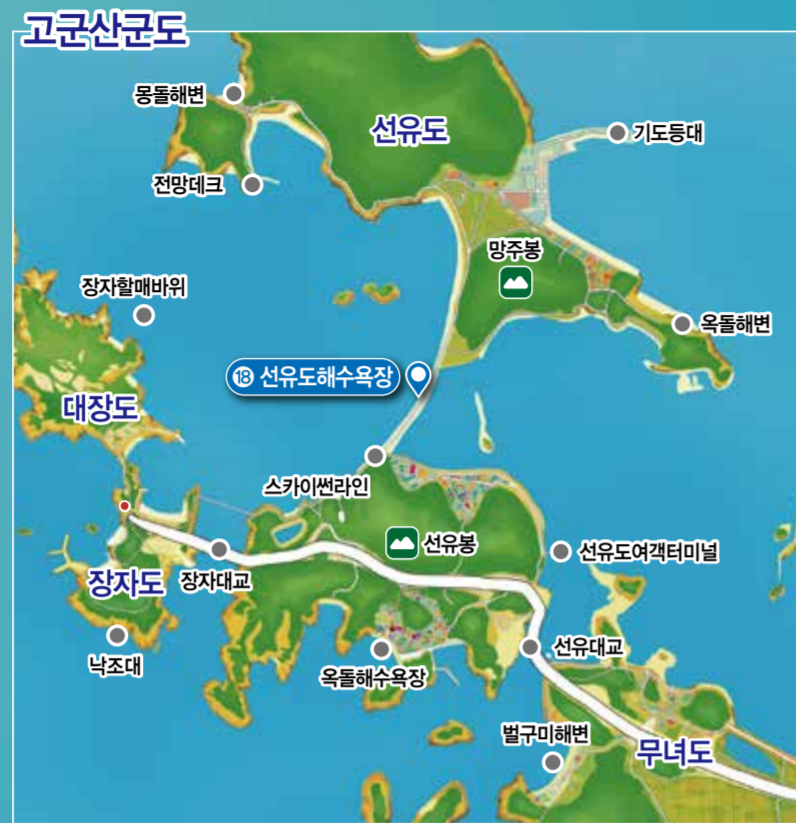 고군산군도
몽돌해변
선유도
기도등대
전망데크
망주봉
장자할매바위
옥돌해변
⑱ 선유도해수욕장
대장도
스카이썬라인
선유봉
선유도여객터미널
장자도
장자대교
낙조대
옥돌해수욕장
선유대교
벌구미해변
무녀도